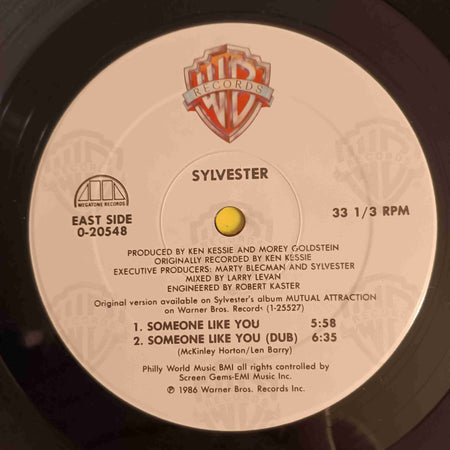 WB
RECORDS
SYLVESTER
MEGATONE RECORDS
EAST SIDE
0-20548
33 1/3 RPM
PRODUCED BY KEN KESSIE AND MOREY GOLDSTEIN
ORIGINALLY RECORDED BY KEN KESSIE
EXECUTIVE PRODUCERS: MARTY BLECMAN AND SYLVESTER
MIXED BY LARRY LEVAN
ENGINEERED BY ROBERT KASTER
Original version available on Sylvester's album MUTUAL ATTRACTION
on Warner Bros. Records (1-25527)
1. SOMEONE LIKE YOU 5:58
2. SOMEONE LIKE YOU (DUB) 6:35
(McKinley Horton/Len Barry)
Philly World Music BMI all rights controlled by
Screen Gems-EMI Music Inc.
℗ 1986 Warner Bros. Records Inc.